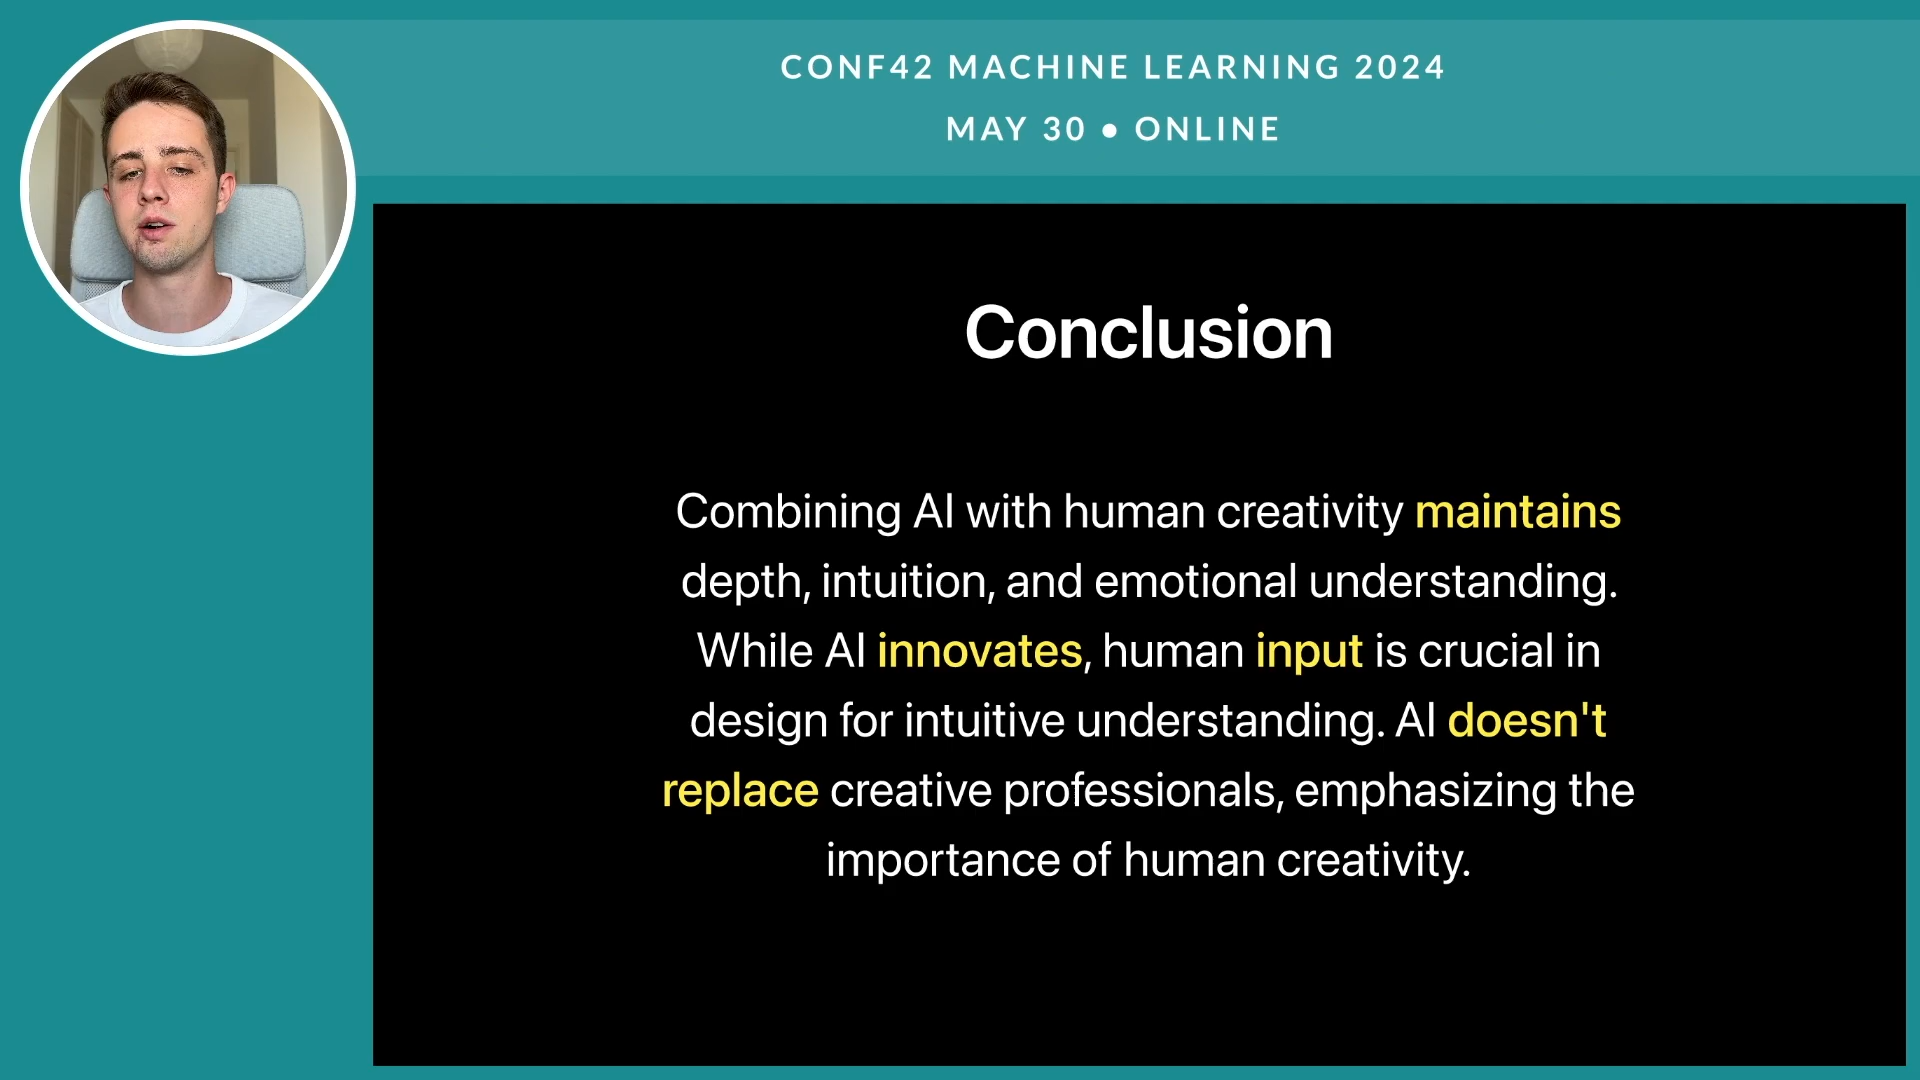 CONF42 MACHINE LEARNING 2024
MAY 30 • ONLINE
Conclusion
Combining AI with human creativity maintains
depth, intuition, and emotional understanding.
While AI innovates, human input is crucial in
design for intuitive understanding. AI doesn't
replace creative professionals, emphasizing the
importance of human creativity.